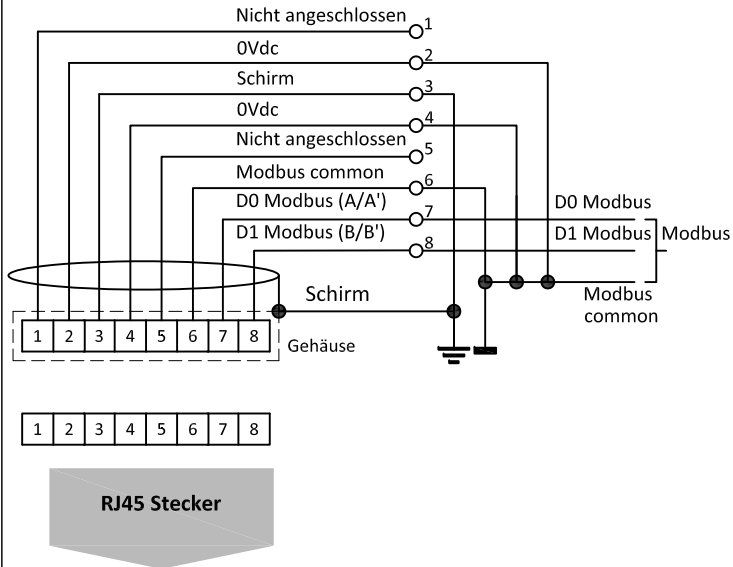 Nicht angeschlossen 1
0Vdc 2
Schirm 3
0Vdc 4
Nicht angeschlossen 5
Modbus common 6
D0 Modbus (A/A') 7 D0 Modbus
D1 Modbus (B/B') 8 D1 Modbus Modbus
Schirm Modbus
common
1 2 3 4 5 6 7 8 Gehäuse
1 2 3 4 5 6 7 8
RJ45 Stecker